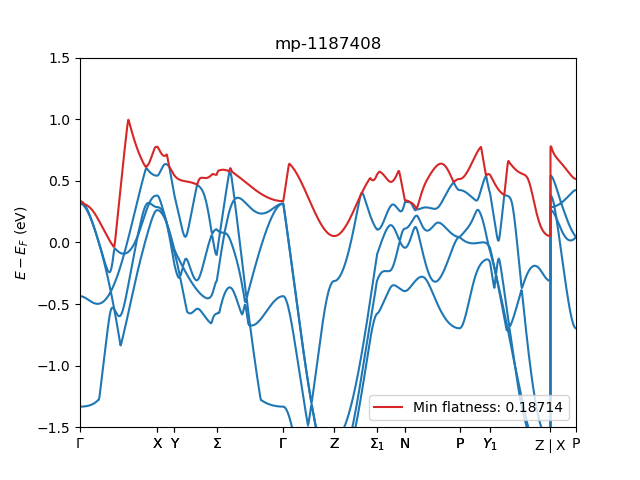 mp-1187408
E − E_F (eV)
1.5
1.0
0.5
0.0
−0.5
−1.0
−1.5
Min flatness: 0.18714
Γ X Y Σ Γ Z Σ₁ N P Y₁ Z | X P